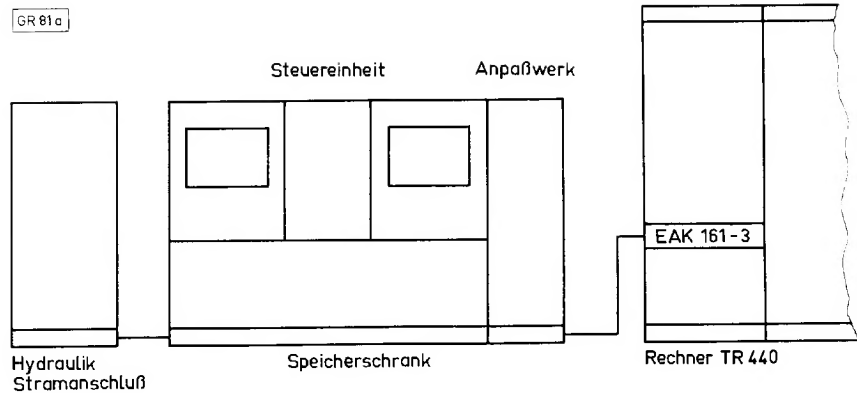 GR 81a
Steuereinheit
Anpaßwerk
EAK 161-3
Hydraulik
Stramanschluß
Speicherschrank
Rechner TR 440